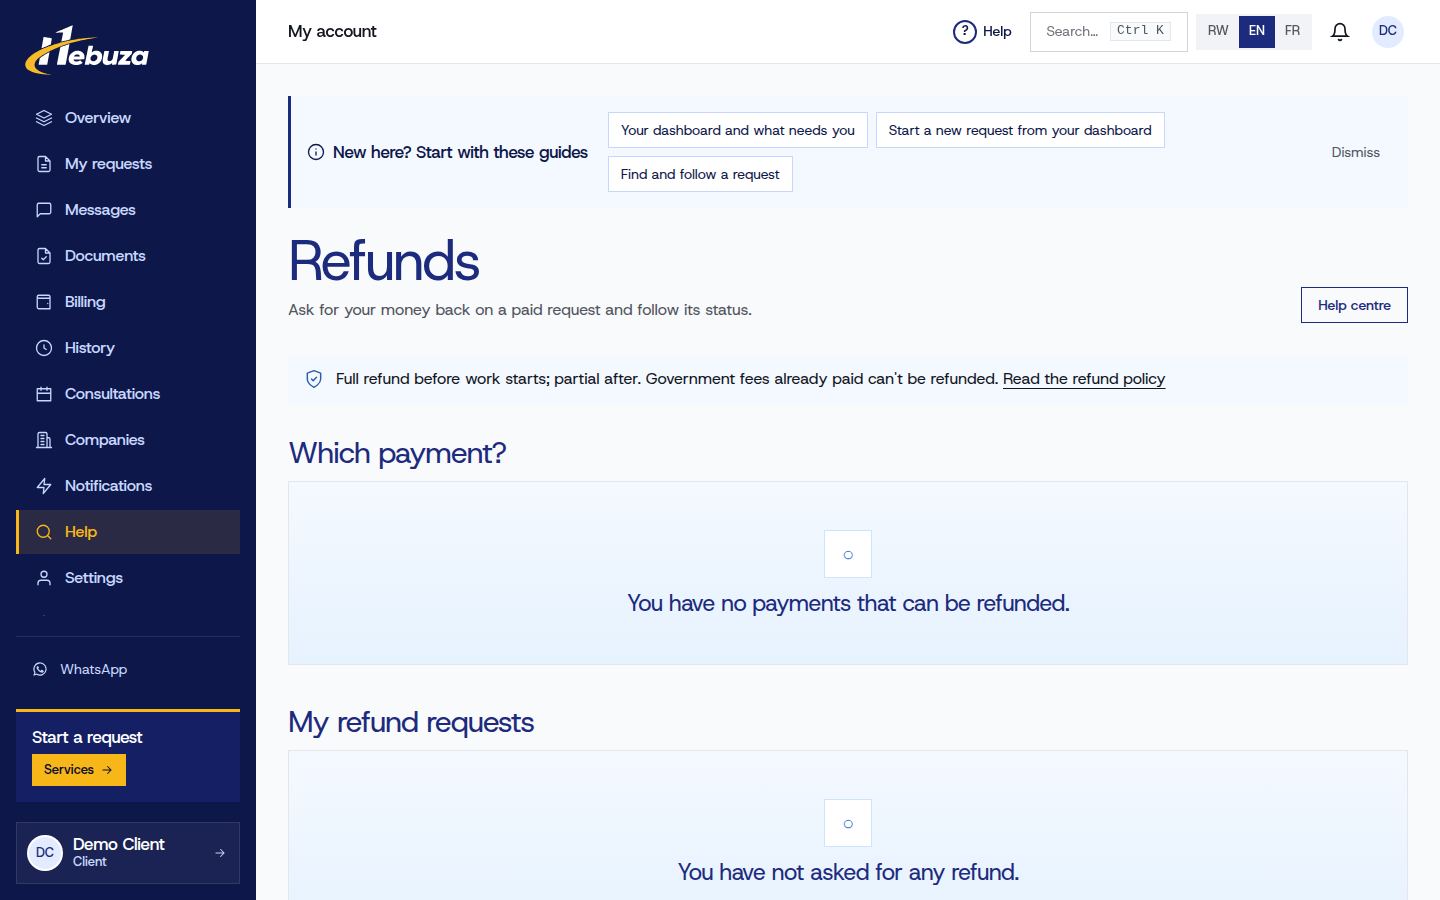 Hebuza
Overview
My requests
Messages
Documents
Billing
History
Consultations
Companies
Notifications
Help
Settings
WhatsApp
Start a request
Services →
DC
Demo Client
Client
→
My account
? Help
Search...
Ctrl K
RW
EN
FR
DC
New here? Start with these guides
Your dashboard and what needs you
Start a new request from your dashboard
Find and follow a request
Dismiss
Refunds
Ask for your money back on a paid request and follow its status.
Help centre
Full refund before work starts; partial after. Government fees already paid can't be refunded. Read the refund policy
Which payment?
You have no payments that can be refunded.
My refund requests
You have not asked for any refund.